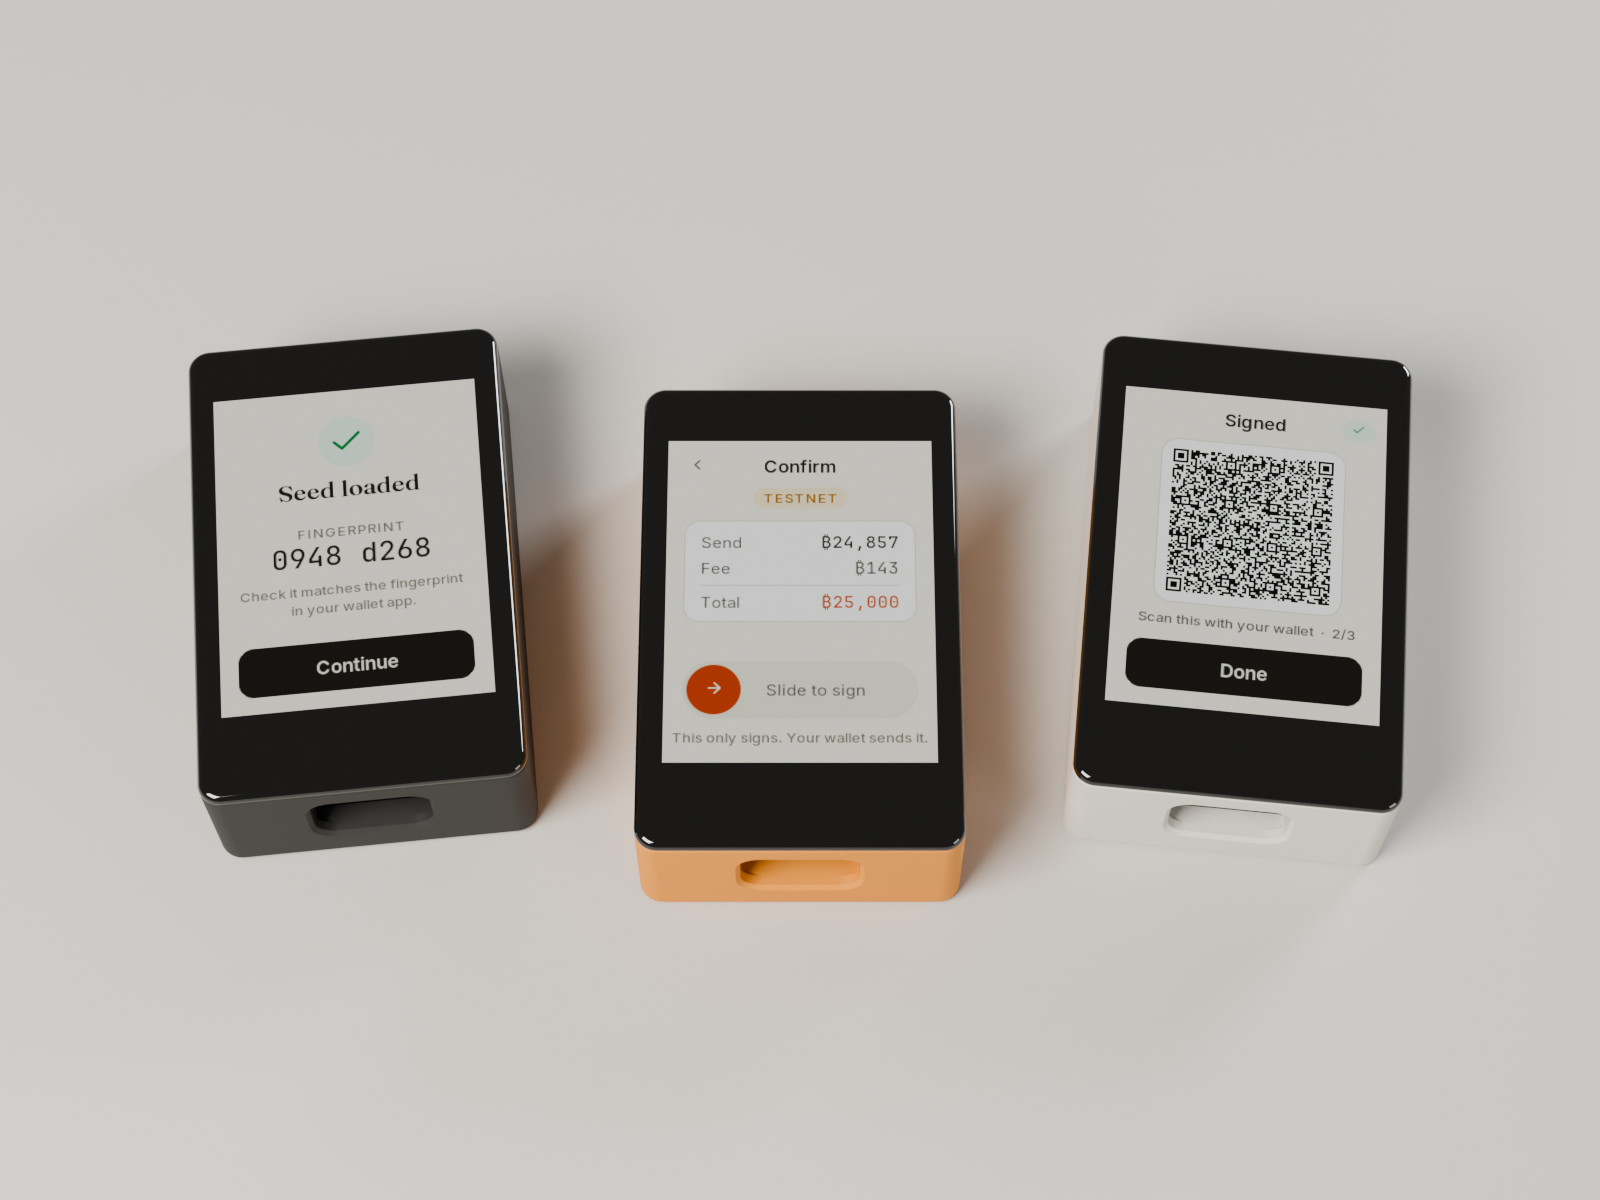 Seed loaded
FINGERPRINT
0948 d268
Check it matches the fingerprint
in your wallet app.
Continue
Confirm
TESTNET
Send ₿24,857
Fee ₿143
Total ₿25,000
Slide to sign
This only signs. Your wallet sends it.
Signed
Scan this with your wallet · 2/3
Done